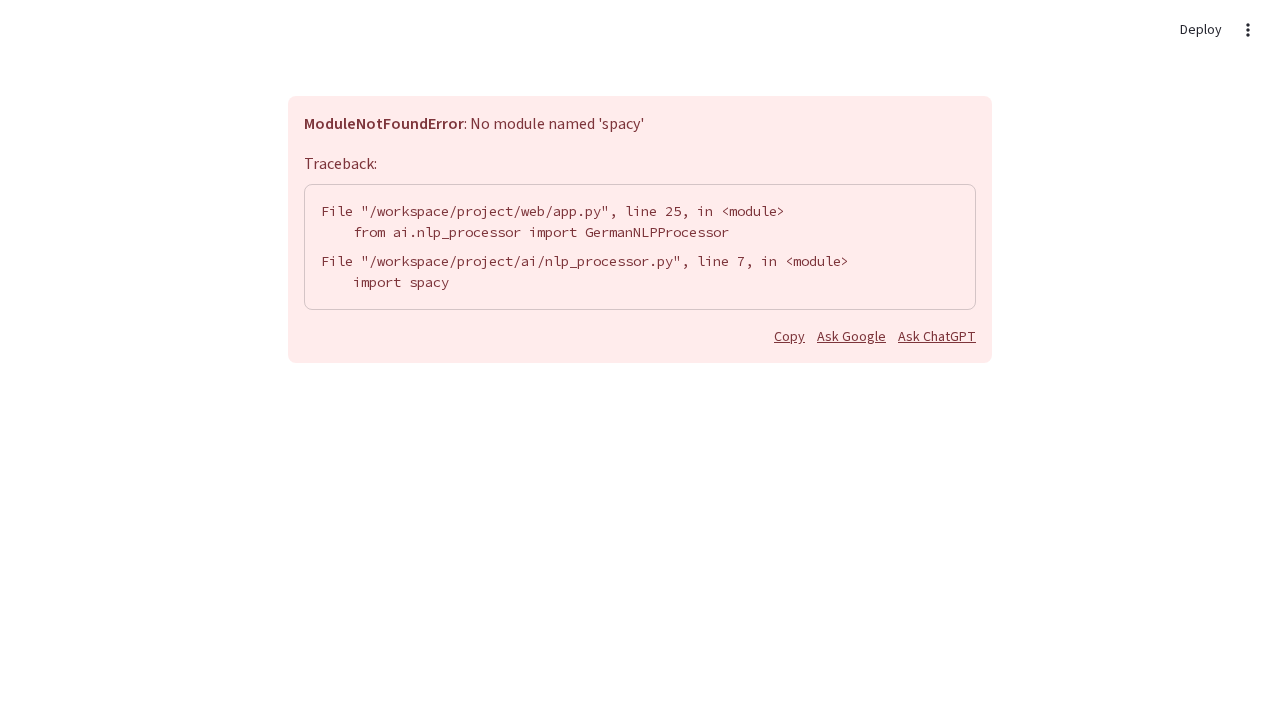 Deploy
ModuleNotFoundError: No module named 'spacy'
Traceback:
File "/workspace/project/web/app.py", line 25, in <module>
    from ai.nlp_processor import GermanNLPProcessor
File "/workspace/project/ai/nlp_processor.py", line 7, in <module>
    import spacy
Copy Ask Google Ask ChatGPT